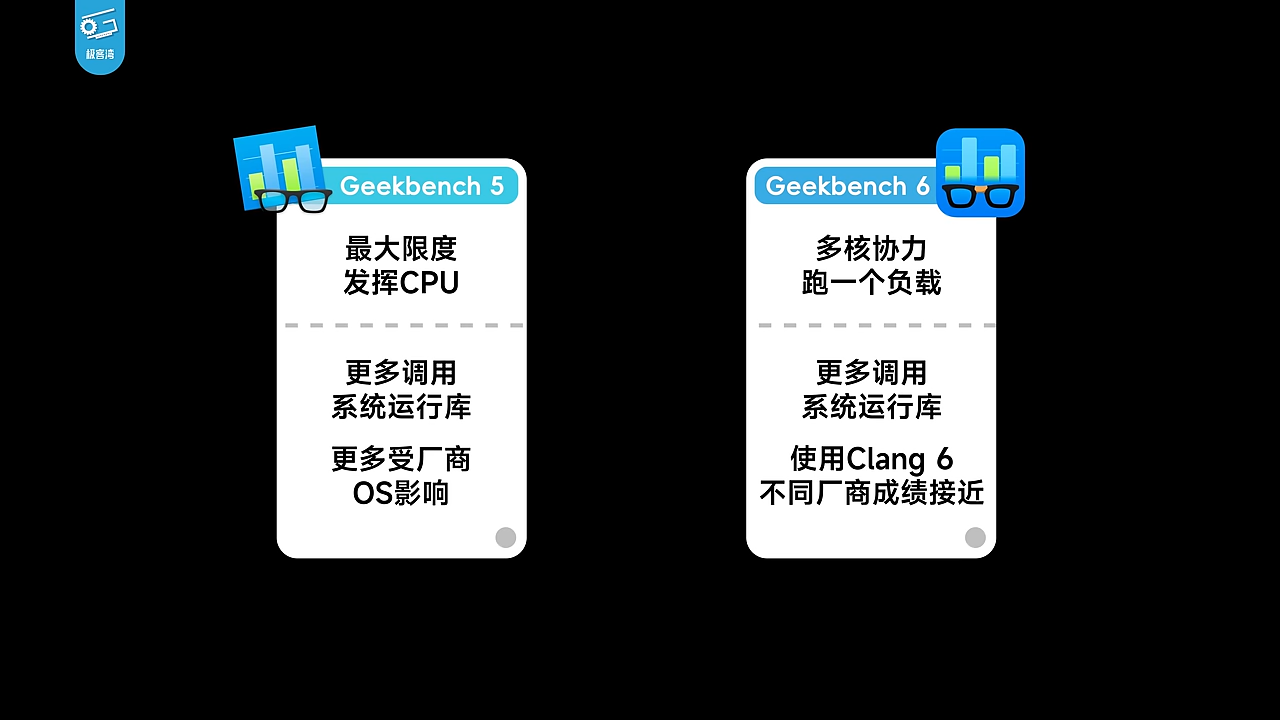 极客湾
Geekbench 5
最大限度
发挥CPU
更多调用
系统运行库
更多受厂商
OS影响
Geekbench 6
多核协力
跑一个负载
更多调用
系统运行库
使用Clang 6
不同厂商成绩接近